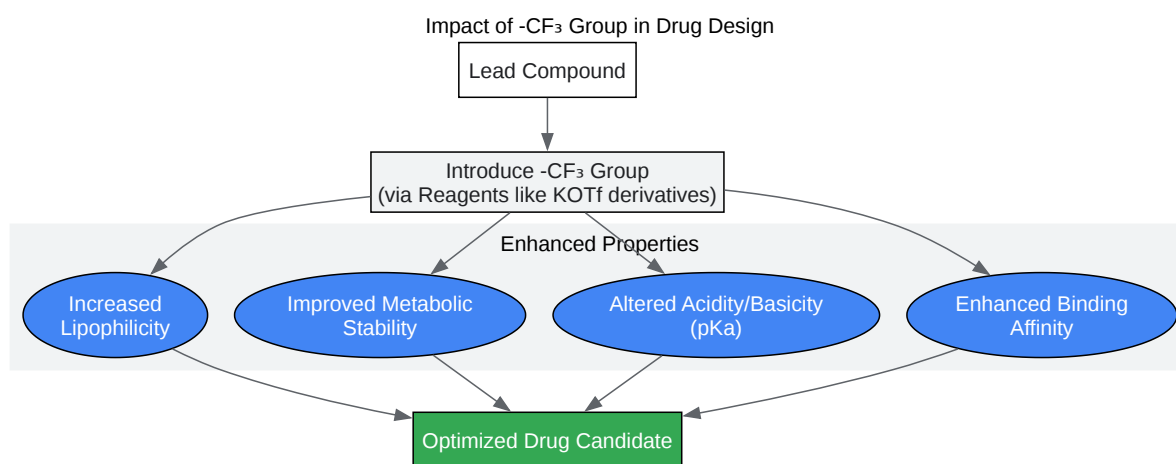 Impact of -CF₃ Group in Drug Design
Lead Compound
Introduce -CF₃ Group
(via Reagents like KOTf derivatives)
Enhanced Properties
Increased
Lipophilicity
Improved Metabolic
Stability
Altered Acidity/Basicity
(pKa)
Enhanced Binding
Affinity
Optimized Drug Candidate